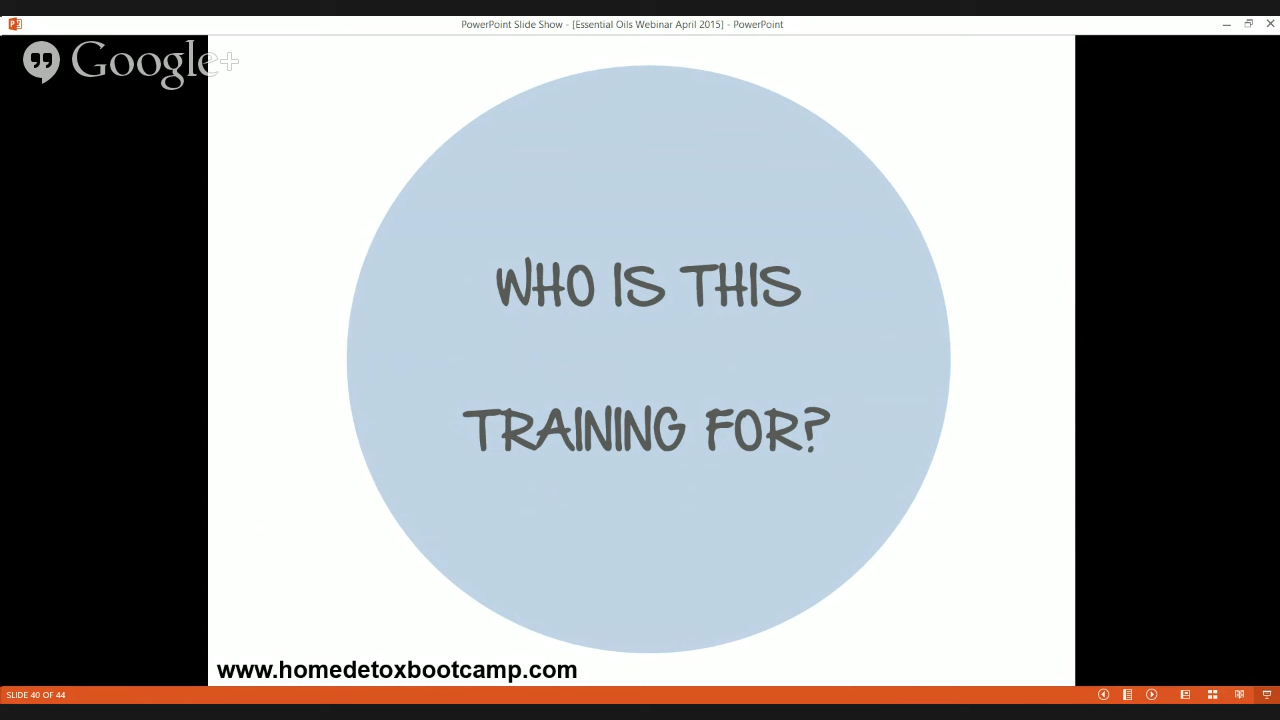 PowerPoint Slide Show - [Essential Oils Webinar April 2015] - PowerPoint
Google+
WHO IS THIS
TRAINING FOR?
www.homedetoxbootcamp.com
SLIDE 40 OF 44